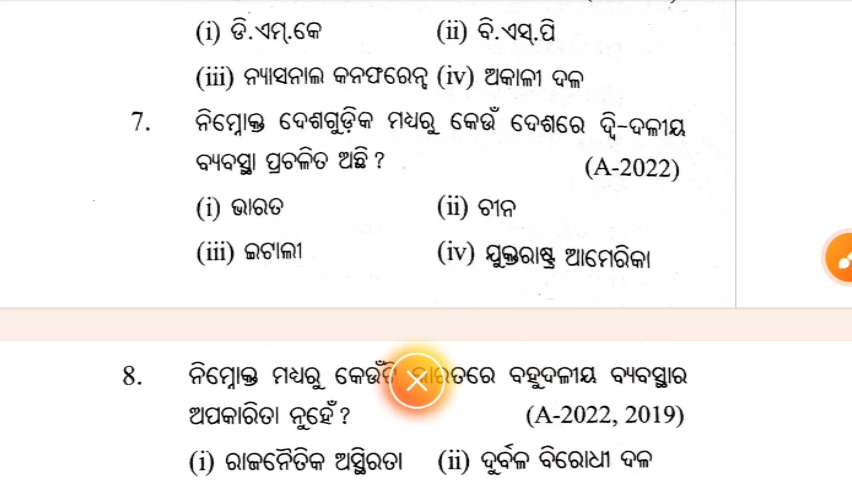 (i) ଡି.ଏମ୍.କେ (ii) ବି.ଏସ୍.ପି
(iii) ନ୍ୟାସନାଲ କନଫରେନ୍ସ (iv) ଅକାଳୀ ଦଳ
7. ନିମ୍ନୋକ୍ତ ଦେଶଗୁଡ଼ିକ ମଧ୍ୟରୁ କେଉଁ ଦେଶରେ ଦ୍ୱି-ଦଳୀୟ
ବ୍ୟବସ୍ଥା ପ୍ରଚଳିତ ଅଛି ? (A-2022)
(i) ଭାରତ (ii) ଚୀନ
(iii) ଇଟାଲୀ (iv) ଯୁକ୍ତରାଷ୍ଟ୍ର ଆମେରିକା
8. ନିମ୍ନୋକ୍ତ ମଧ୍ୟରୁ ବହୁଦଳୀୟ ବ୍ୟବସ୍ଥାର
ଅପକାରିତା ନୁହେଁ ? (A-2022, 2019)
(i) ରାଜନୈତିକ ଅସ୍ଥିରତା (ii) ଦୁର୍ବଳ ବିରୋଧୀ ଦଳ